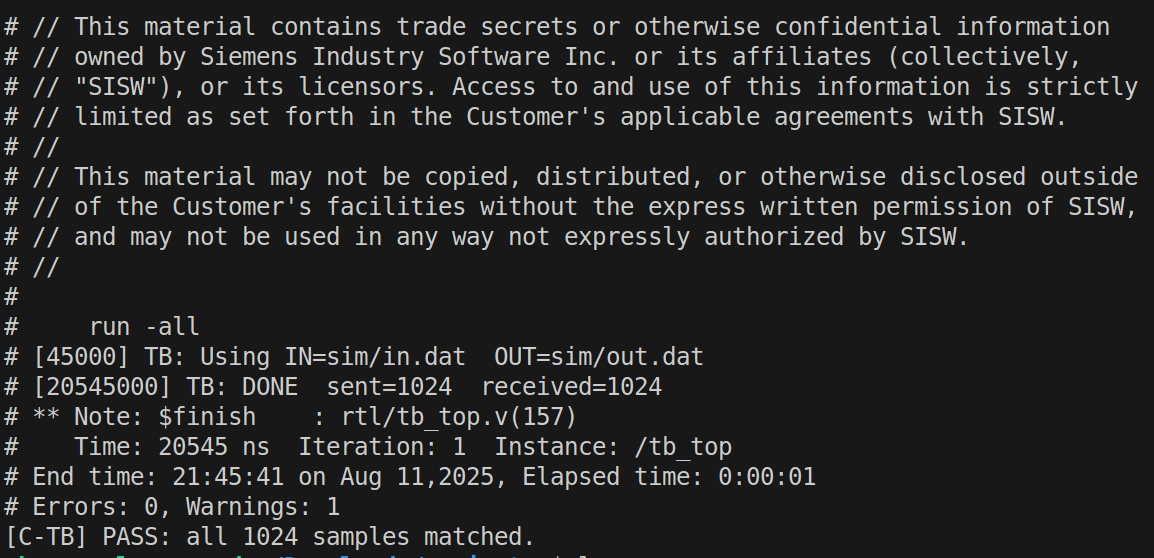 # // This material contains trade secrets or otherwise confidential information
# // owned by Siemens Industry Software Inc. or its affiliates (collectively,
# // "SISW"), or its licensors. Access to and use of this information is strictly
# // limited as set forth in the Customer's applicable agreements with SISW.
# //
# // This material may not be copied, distributed, or otherwise disclosed outside
# // of the Customer's facilities without the express written permission of SISW,
# // and may not be used in any way not expressly authorized by SISW.
# //
#
#     run -all
# [45000] TB: Using IN=sim/in.dat  OUT=sim/out.dat
# [20545000] TB: DONE  sent=1024  received=1024
# ** Note: $finish    : rtl/tb_top.v(157)
#    Time: 20545 ns  Iteration: 1  Instance: /tb_top
# End time: 21:45:41 on Aug 11,2025, Elapsed time: 0:00:01
# Errors: 0, Warnings: 1
[C-TB] PASS: all 1024 samples matched.